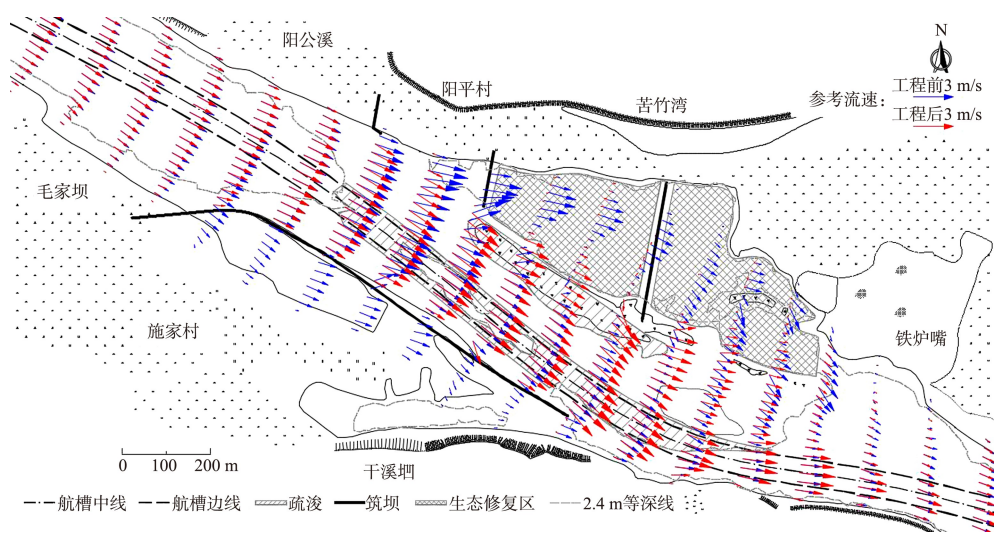 阳公溪
N
阳平村
苦竹湾
参考流速：
工程前3 m/s
工程后3 m/s
毛家坝
施家村
铁炉嘴
0 100 200 m
干溪坝
航槽中线 航槽边线 疏浚 筑坝 生态修复区 2.4 m等深线